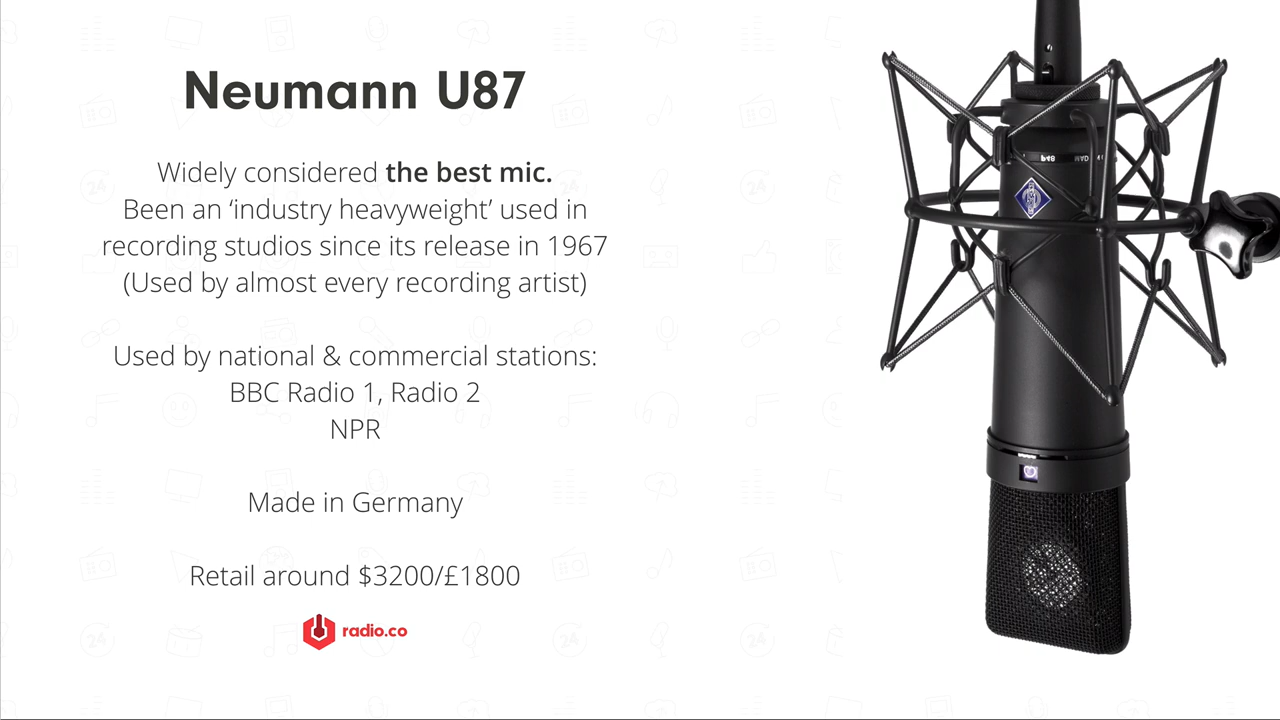 Neumann U87
Widely considered the best mic.
Been an ‘industry heavyweight’ used in
recording studios since its release in 1967
(Used by almost every recording artist)
Used by national & commercial stations:
BBC Radio 1, Radio 2
NPR
Made in Germany
Retail around $3200/£1800
radio.co
P48